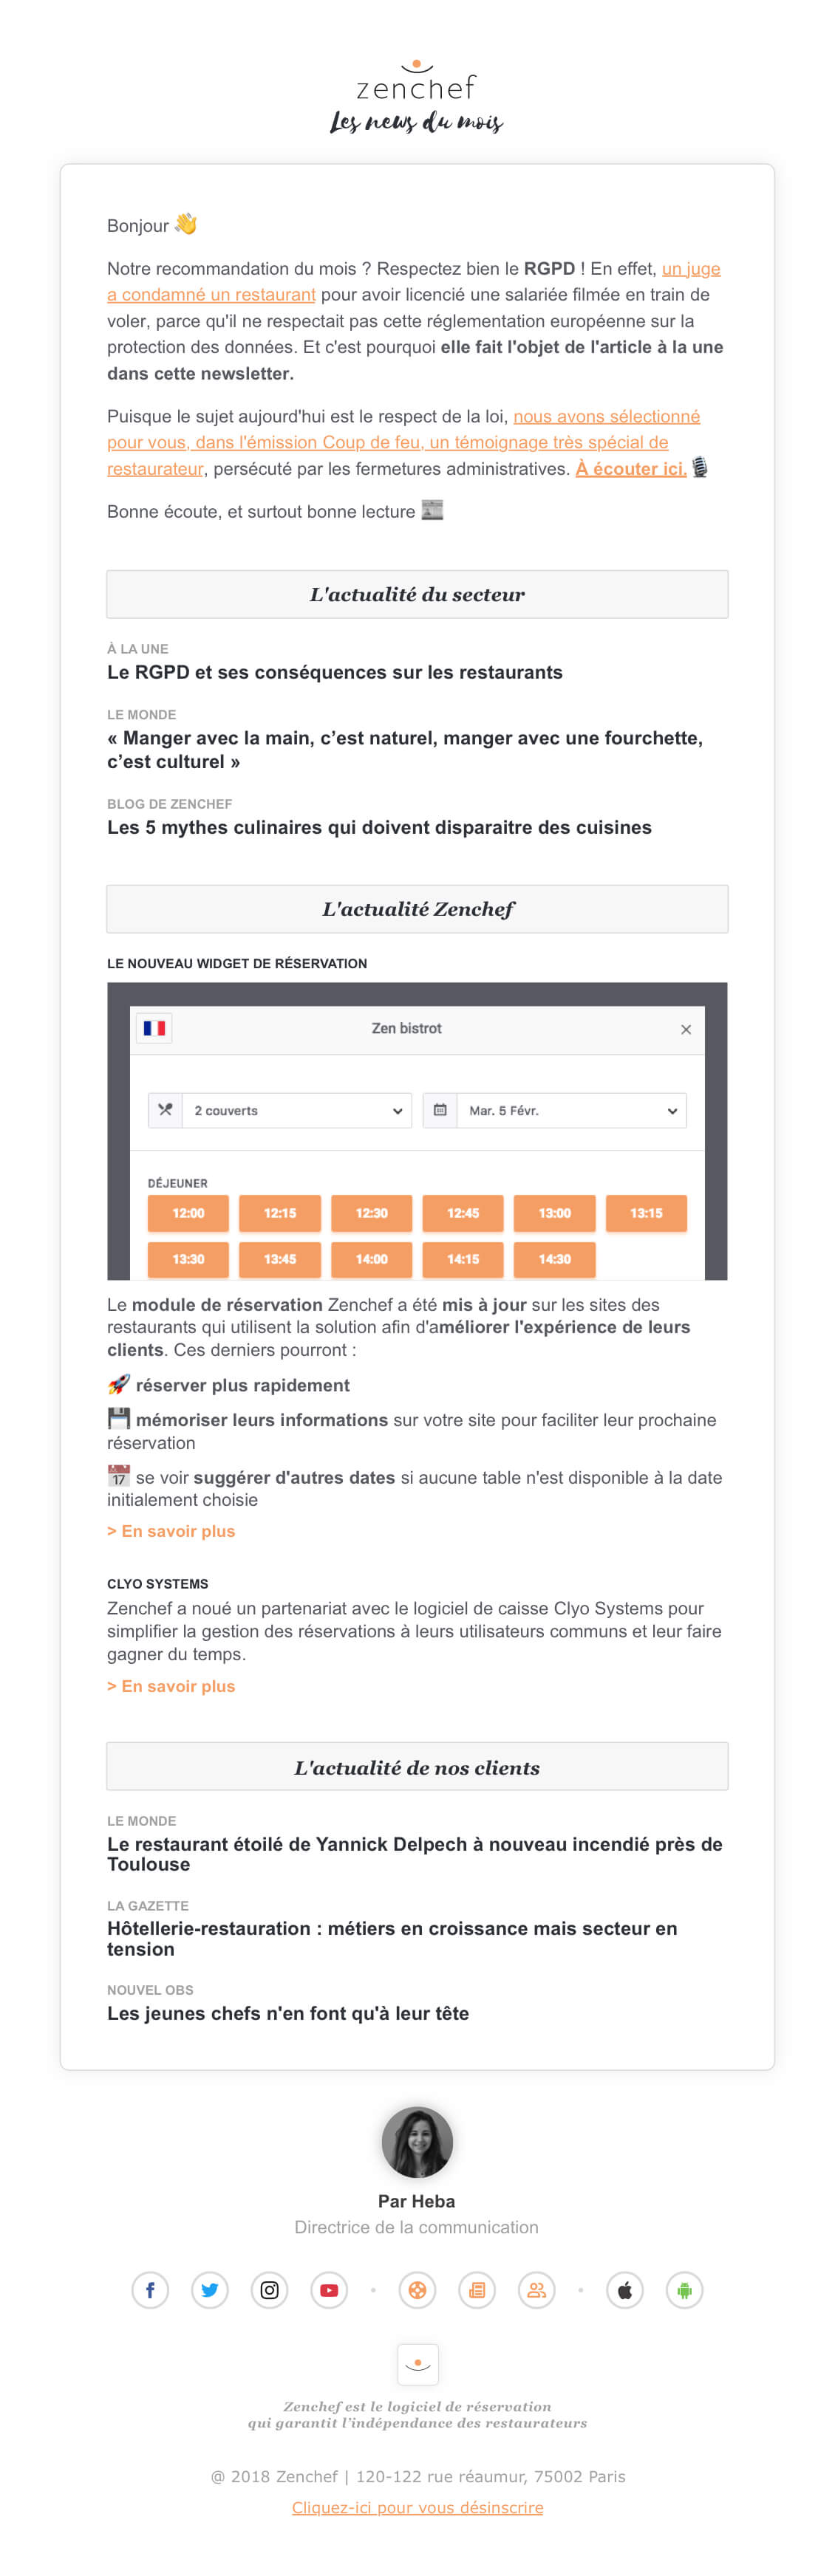 zenchef
Les news du mois
Bonjour 👋
Notre recommandation du mois ? Respectez bien le RGPD ! En effet, un juge
a condamné un restaurant pour avoir licencié une salariée filmée en train de
voler, parce qu'il ne respectait pas cette réglementation européenne sur la
protection des données. Et c'est pourquoi elle fait l'objet de l'article à la une
dans cette newsletter.
Puisque le sujet aujourd'hui est le respect de la loi, nous avons sélectionné
pour vous, dans l'émission Coup de feu, un témoignage très spécial de
restaurateur, persécuté par les fermetures administratives. À écouter ici. 🎙
Bonne écoute, et surtout bonne lecture 📰
L'actualité du secteur
À LA UNE
Le RGPD et ses conséquences sur les restaurants
LE MONDE
« Manger avec la main, c’est naturel, manger avec une fourchette,
c’est culturel »
BLOG DE ZENCHEF
Les 5 mythes culinaires qui doivent disparaitre des cuisines
L'actualité Zenchef
LE NOUVEAU WIDGET DE RÉSERVATION
Zen bistrot ×
2 couverts Mar. 5 Févr.
DÉJEUNER
12:00 12:15 12:30 12:45 13:00 13:15
13:30 13:45 14:00 14:15 14:30
Le module de réservation Zenchef a été mis à jour sur les sites des
restaurants qui utilisent la solution afin d'améliorer l'expérience de leurs
clients. Ces derniers pourront :
🚀 réserver plus rapidement
💾 mémoriser leurs informations sur votre site pour faciliter leur prochaine
réservation
📅 se voir suggérer d'autres dates si aucune table n'est disponible à la date
initialement choisie
> En savoir plus
CLYO SYSTEMS
Zenchef a noué un partenariat avec le logiciel de caisse Clyo Systems pour
simplifier la gestion des réservations à leurs utilisateurs communs et leur faire
gagner du temps.
> En savoir plus
L'actualité de nos clients
LE MONDE
Le restaurant étoilé de Yannick Delpech à nouveau incendié près de
Toulouse
LA GAZETTE
Hôtellerie-restauration : métiers en croissance mais secteur en
tension
NOUVEL OBS
Les jeunes chefs n'en font qu'à leur tête
Par Heba
Directrice de la communication
Zenchef est le logiciel de réservation
qui garantit l’indépendance des restaurateurs
@ 2018 Zenchef | 120-122 rue réaumur, 75002 Paris
Cliquez-ici pour vous désinscrire